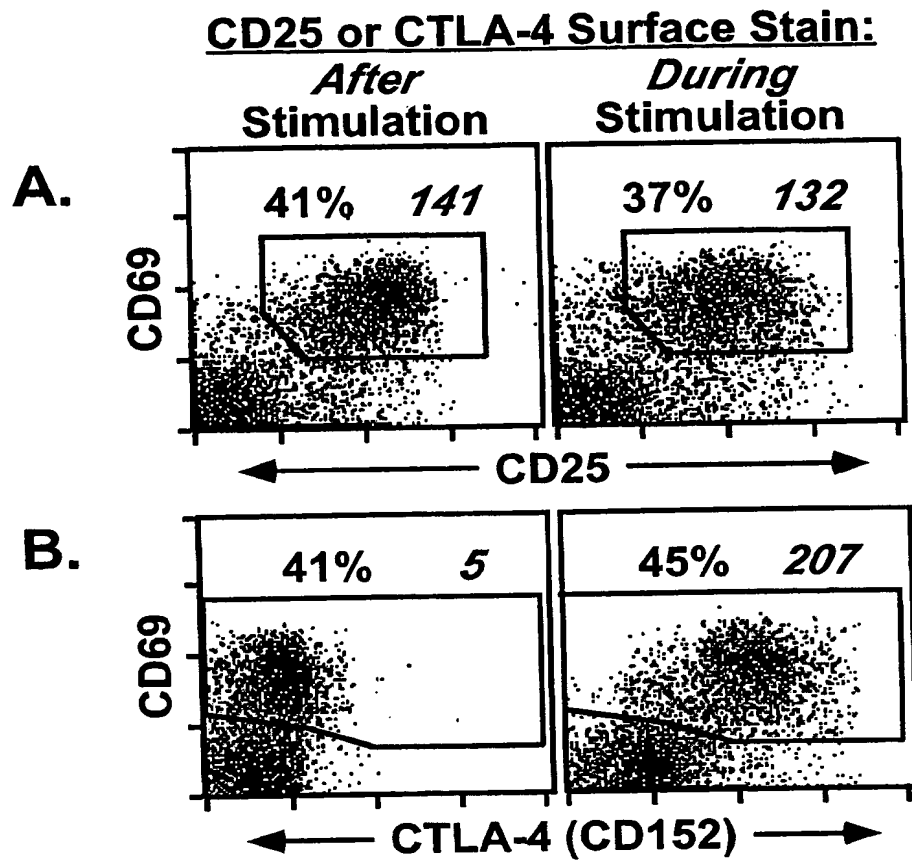 CD25 or CTLA-4 Surface Stain:
After Stimulation
During Stimulation
A.
41% 141
37% 132
CD69
CD25
B.
41% 5
45% 207
CD69
CTLA-4 (CD152)